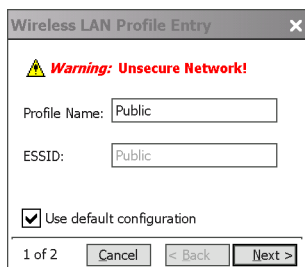 Wireless LAN Profile Entry
Warning: Unsecure Network!
Profile Name: Public
ESSID: Public
Use default configuration
1 of 2 Cancel < Back Next >